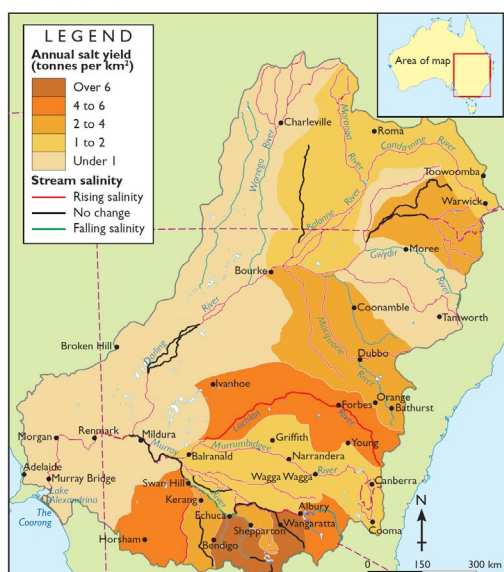 LEGEND
Annual salt yield
(tonnes per km²)
Over 6
4 to 6
2 to 4
1 to 2
Under 1
Stream salinity
Rising salinity
No change
Falling salinity
Area of map
Charleville
Roma
Maranoa
River
Warrego
River
Condamine
River
Toowoomba
Warwick
Balonne
River
Moree
Gwydir
River
Bourke
Coonamble
Tamworth
Darling
River
Macquarie
River
Dubbo
Broken Hill
Ivanhoe
Orange
Bathurst
Forbes
Lachlan
River
Griffith
Young
Morgan
Renmark
Mildura
Murray
Murrumbidgee
River
Balranald
Narrandera
Adelaide
Murray Bridge
Lake
Alexandrina
The
Coorong
Wagga Wagga
Canberra
Swan Hill
Kerang
River
Echuca
Albury
Shepparton
Wangaratta
Cooma
Horsham
Bendigo
N
0 150 300 km